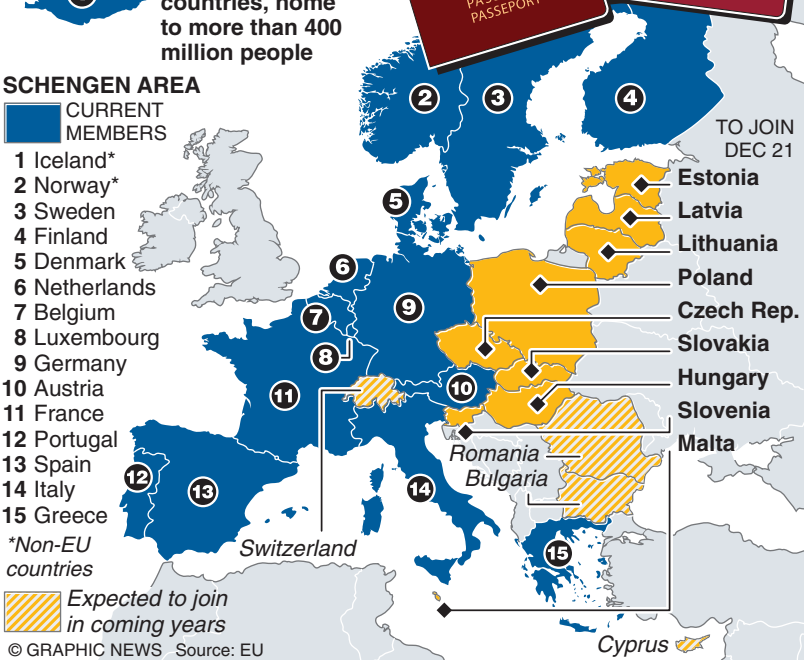 countries, home
to more than 400
million people
PASSEPORT
SCHENGEN AREA
CURRENT
MEMBERS
1 Iceland*
2 Norway*
3 Sweden
4 Finland
5 Denmark
6 Netherlands
7 Belgium
8 Luxembourg
9 Germany
10 Austria
11 France
12 Portugal
13 Spain
14 Italy
15 Greece
*Non-EU
countries
Expected to join
in coming years
© GRAPHIC NEWS Source: EU
2
3
4
5
6
7
8
9
10
11
12
13
14
15
TO JOIN
DEC 21
Estonia
Latvia
Lithuania
Poland
Czech Rep.
Slovakia
Hungary
Slovenia
Malta
Romania
Bulgaria
Switzerland
Cyprus